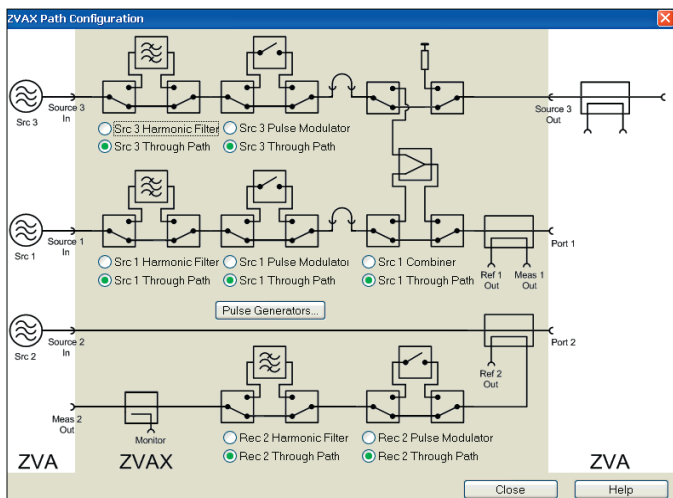 ZVAX Path Configuration
Src 3
Source 3
In
Source 3
Out
Src 3 Harmonic Filter
Src 3 Pulse Modulator
Src 3 Through Path
Src 3 Through Path
Src 1
Source 1
In
Port 1
Src 1 Harmonic Filter
Src 1 Pulse Modulator
Src 1 Combiner
Src 1 Through Path
Src 1 Through Path
Src 1 Through Path
Ref 1
Out
Meas 1
Out
Pulse Generators...
Src 2
Source 2
In
Port 2
Ref 2
Out
Meas 2
Out
Monitor
Rec 2 Harmonic Filter
Rec 2 Pulse Modulator
Rec 2 Through Path
Rec 2 Through Path
ZVA
ZVAX
ZVA
Close
Help